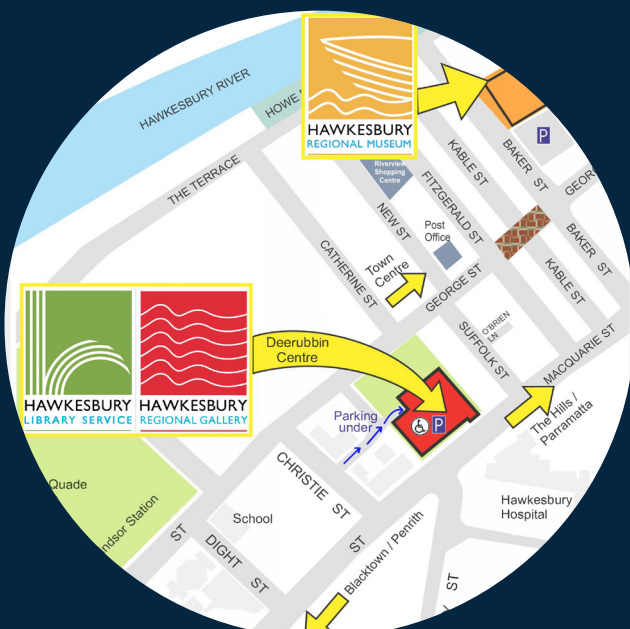 HAWKESBURY RIVER
HOWE
HAWKESBURY
REGIONAL MUSEUM
THE TERRACE
Riverview
Shopping
Centre
NEW ST
FITZGERALD ST
KABLE ST
BAKER ST
P
GEOR
BAKER ST
KABLE ST
Post
Office
CATHERINE ST
Town
Centre
GEORGE ST
SUFFOLK ST
O'BRIEN
LN
MACQUARIE ST
The Hills /
Parramatta
HAWKESBURY
LIBRARY SERVICE
HAWKESBURY
REGIONAL GALLERY
Deerubbin
Centre
Parking
under
P
CHRISTIE ST
Quade
ndsor Station
School
ST
DIGHT ST
ST
Blacktown / Penrith
Hawkesbury
Hospital
ST